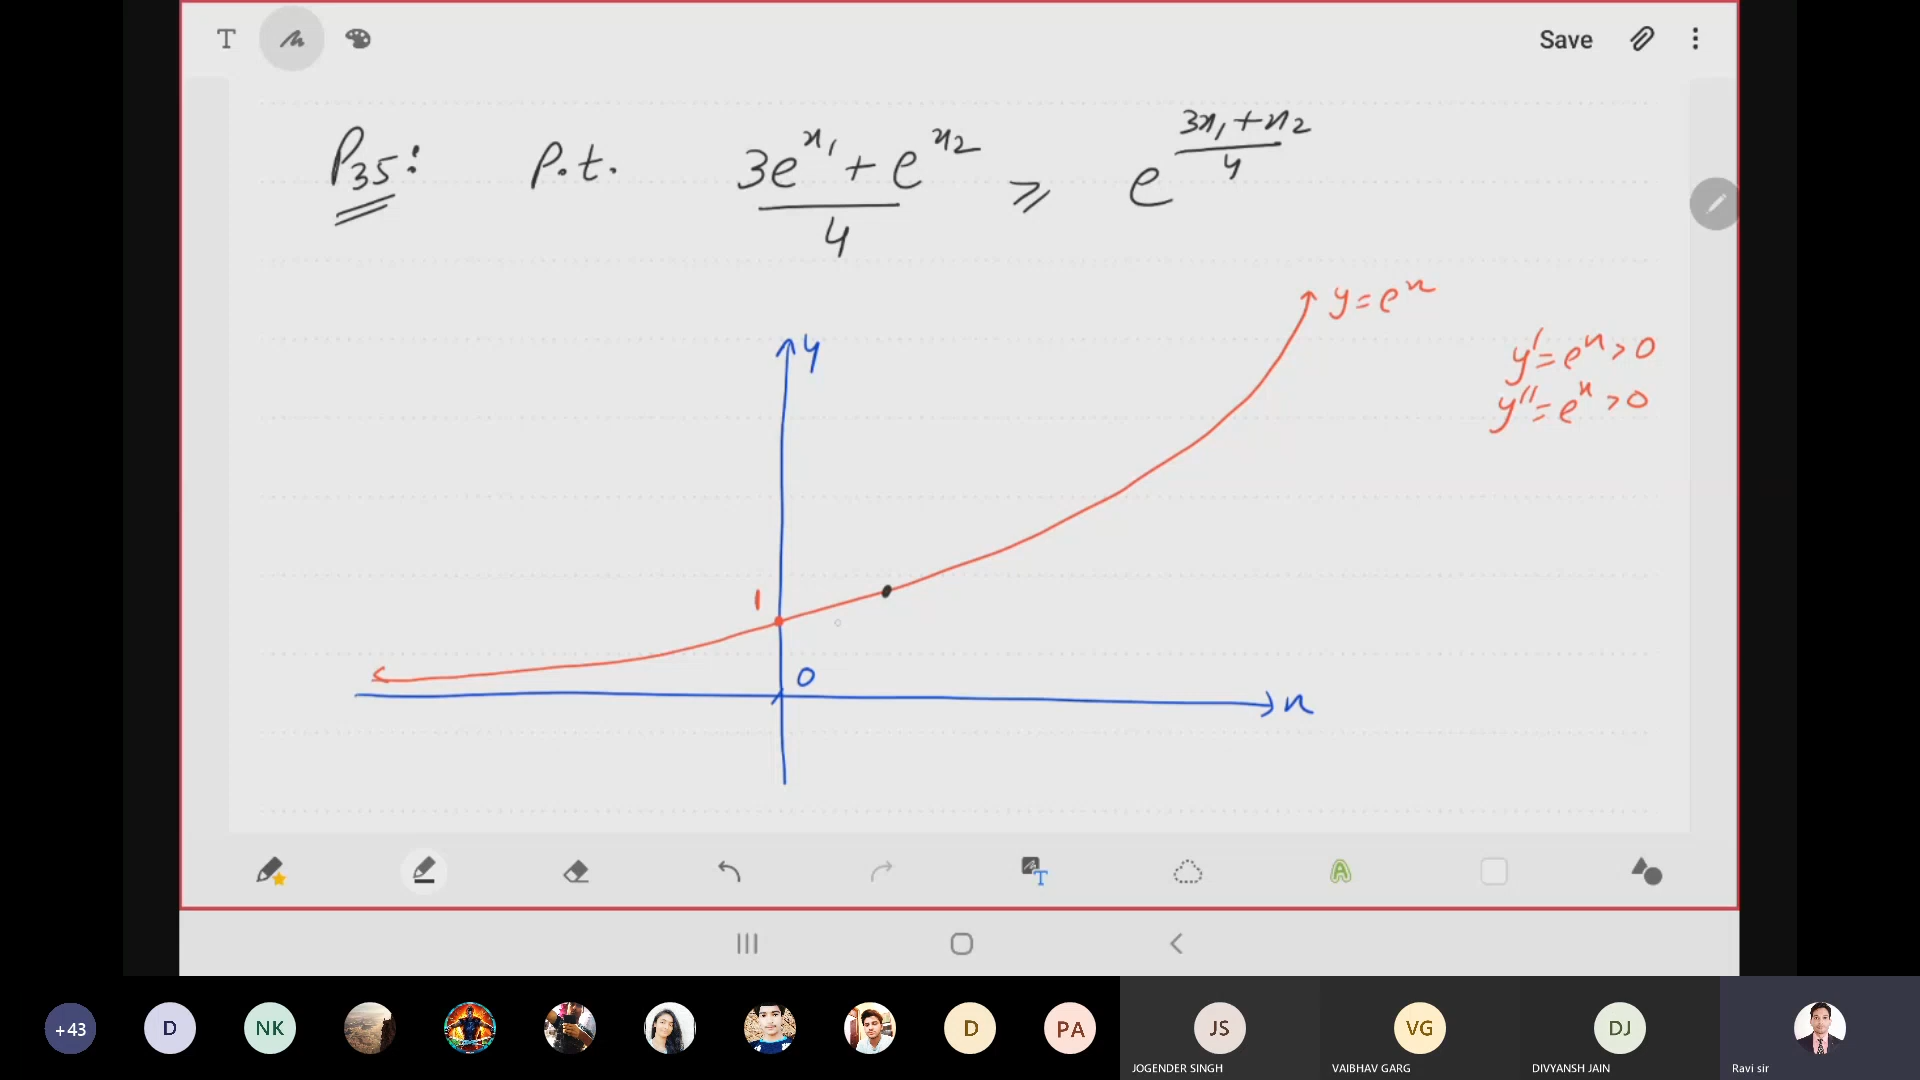 T Save
P35: P.t. (3e^x1 + e^x2)/4 ⩾ e^((3x1+x2)/4)
y = e^x
y
y' = e^x > 0
y'' = e^x > 0
1
0
x
T A
+43 D NK D PA JS VG DJ
JOGENDER SINGH VAIBHAV GARG DIVYANSH JAIN Ravi sir